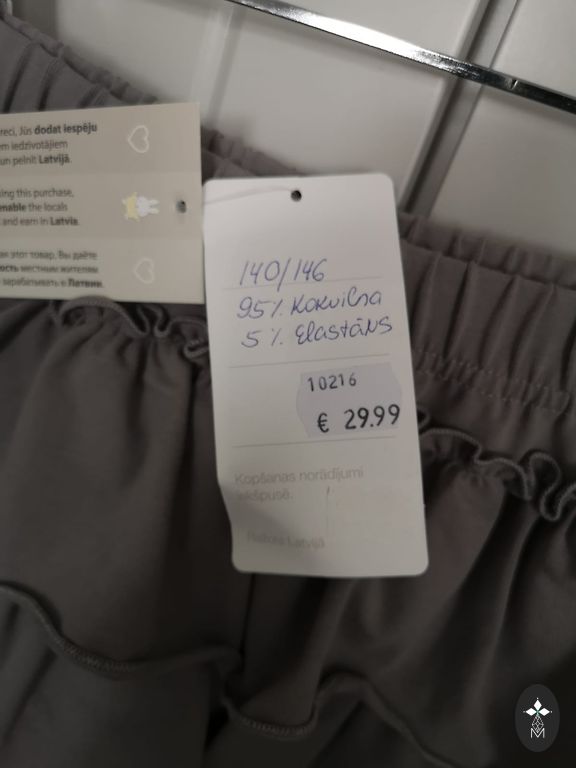 reci, Jūs dodat iespēju
em iedzīvotājiem
un pelnīt Latvijā.
ing this purchase,
enable the locals
and earn in Latvia.
ак этот товар, Вы даёте
ость местным жителям
зарабатывать в Латвии.
140/146
95% Kokvilna
5% Elastāns
10216
€ 29.99
Kopšanas norādījumi
iekšpusē.
Ražots Latvijā
M